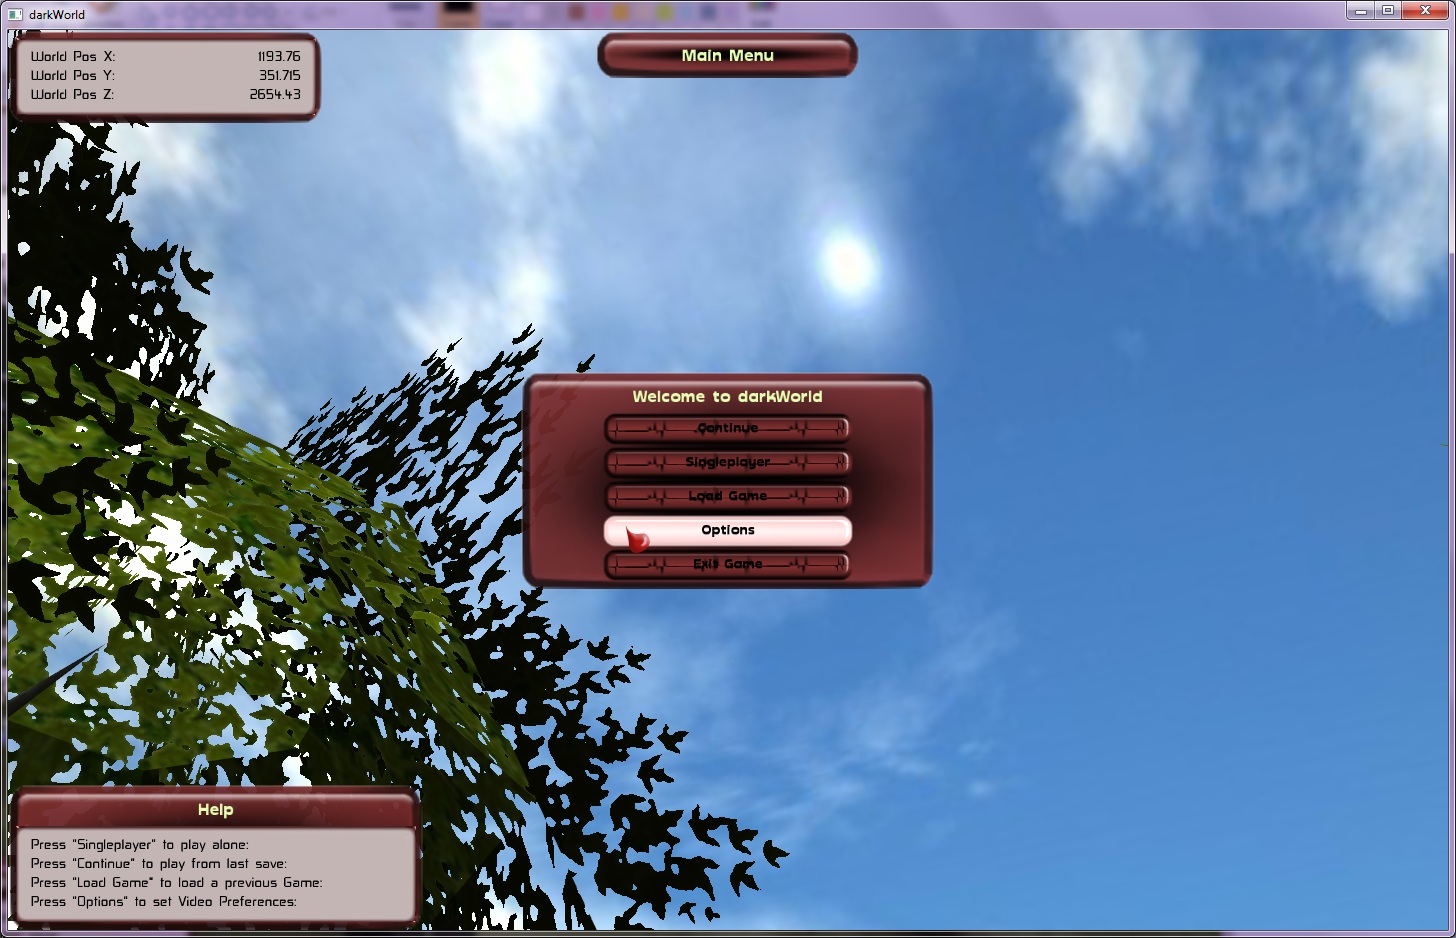 darkWorld
World Pos X: 1193.76
World Pos Y: 351.715
World Pos Z: 2654.43
Main Menu
Welcome to darkWorld
Continue
Singleplayer
Load Game
Options
Exit Game
Help
Press "Singleplayer" to play alone:
Press "Continue" to play from last save:
Press "Load Game" to load a previous Game:
Press "Options" to set Video Preferences: